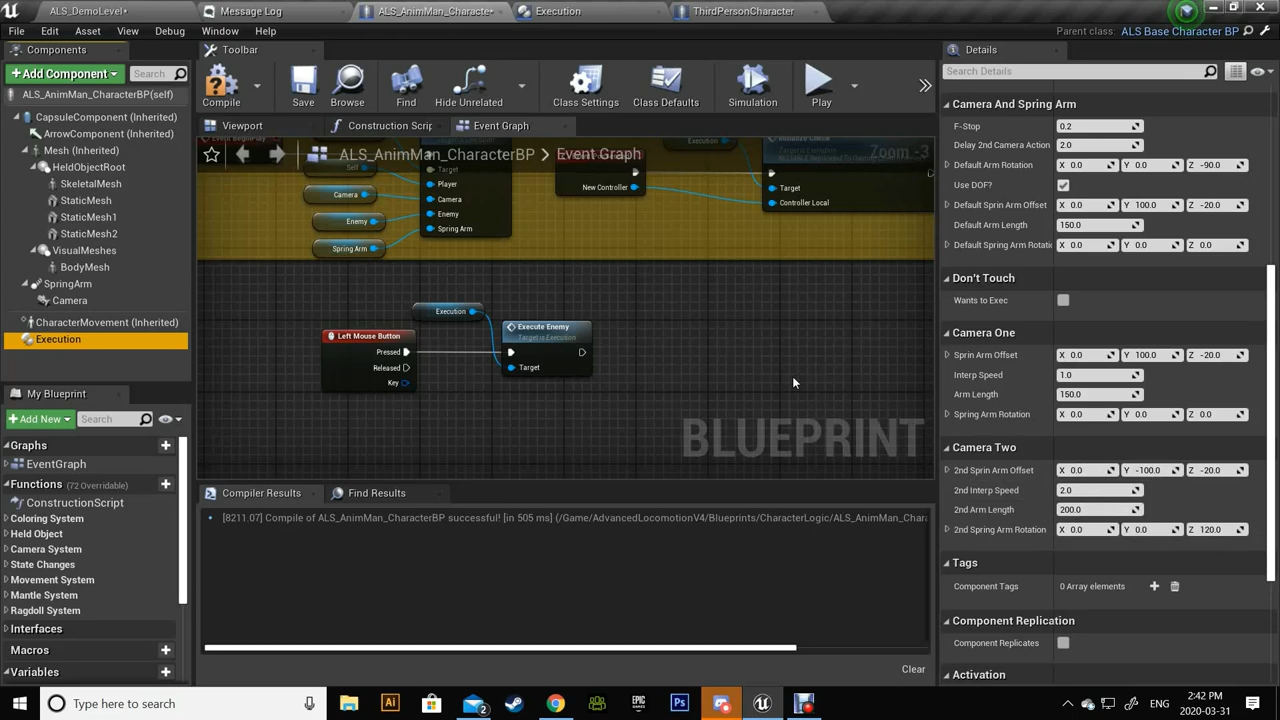 ALS_DemoLevel•
Message Log
ALS_AnimMan_Characte•
Execution
ThirdPersonCharacter
File Edit Asset View Debug Window Help
Parent class: ALS Base Character BP
Components
Toolbar
Details
+Add Component
Search
Compile
Save
Browse
Find
Hide Unrelated
Class Settings
Class Defaults
Simulation
Play
Search Details
ALS_AnimMan_CharacterBP(self)
CapsuleComponent (Inherited)
ArrowComponent (Inherited)
Mesh (Inherited)
HeldObjectRoot
SkeletalMesh
StaticMesh
StaticMesh1
StaticMesh2
VisualMeshes
BodyMesh
SpringArm
Camera
CharacterMovement (Inherited)
Execution
My Blueprint
+Add New
Search
Graphs
EventGraph
Functions (72 Overridable)
ConstructionScript
Coloring System
Held Object
Camera System
State Changes
Movement System
Mantle System
Ragdoll System
Interfaces
Macros
Variables
Viewport
Construction Scrip
Event Graph
ALS_AnimMan_CharacterBP > Event Graph
Zoom -3
Execution
Self
Target
Player
Camera
Camera
Enemy
Enemy
Spring Arm
Spring Arm
New Controller
Target
Controller Local
Execution
Left Mouse Button
Pressed
Released
Key
Execute Enemy
Target is Execution
Target
BLUEPRINT
Compiler Results
Find Results
[8211.07] Compile of ALS_AnimMan_CharacterBP successful! [in 505 ms] (/Game/AdvancedLocomotionV4/Blueprints/CharacterLogic/ALS_AnimMan_Chara
Clear
Camera And Spring Arm
F-Stop 0.2
Delay 2nd Camera Action 2.0
Default Arm Rotation X 0.0 Y 0.0 Z -90.0
Use DOF?
Default Sprin Arm Offset X 0.0 Y 100.0 Z -20.0
Default Arm Length 150.0
Default Spring Arm Rotatio X 0.0 Y 0.0 Z 0.0
Don't Touch
Wants to Exec
Camera One
Sprin Arm Offset X 0.0 Y 100.0 Z -20.0
Interp Speed 1.0
Arm Length 150.0
Spring Arm Rotation X 0.0 Y 0.0 Z 0.0
Camera Two
2nd Sprin Arm Offset X 0.0 Y -100.0 Z -20.0
2nd Interp Speed 2.0
2nd Arm Length 200.0
2nd Spring Arm Rotation X 0.0 Y 0.0 Z 120.0
Tags
Component Tags 0 Array elements
Component Replication
Component Replicates
Activation
Type here to search
2
ENG
2:42 PM
2020-03-31